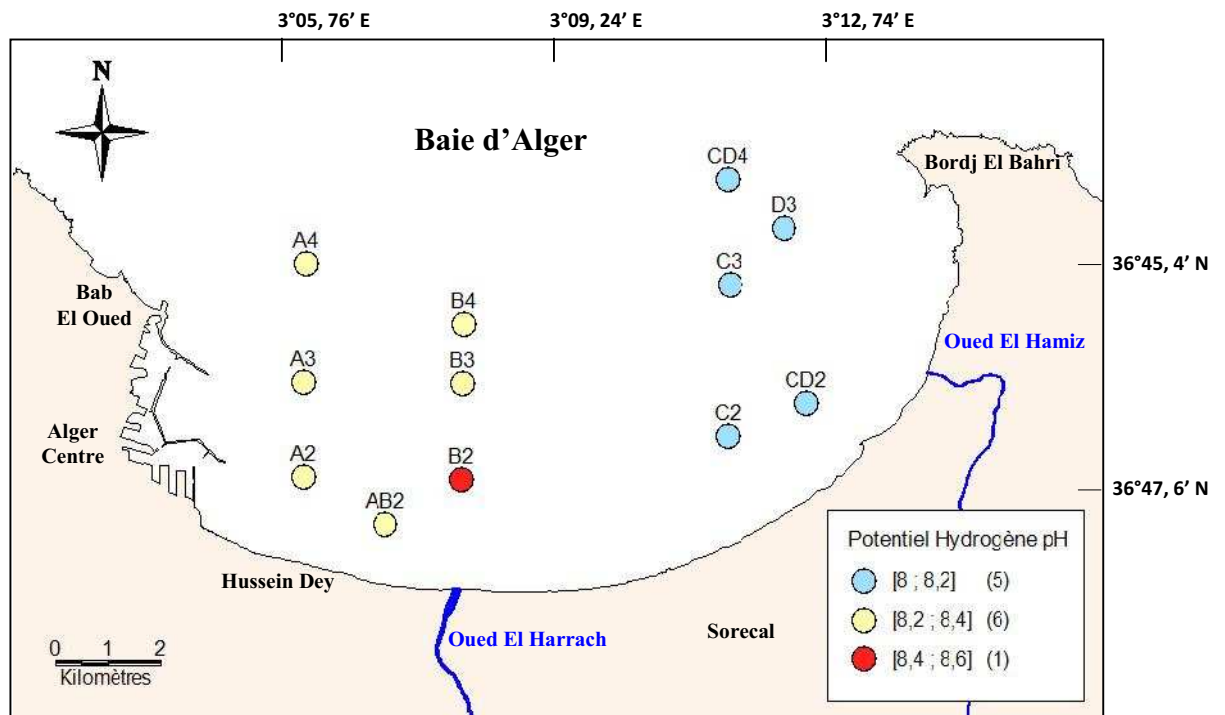 3°05, 76′ E
3°09, 24′ E
3°12, 74′ E
N
Baie d’Alger
CD4
Bordj El Bahri
D3
A4
36°45, 4′ N
C3
Bab
El Oued
B4
Oued El Hamiz
A3
B3
CD2
C2
Alger
Centre
A2
B2
36°47, 6′ N
AB2
Hussein Dey
Oued El Harrach
Sorecal
0 1 2
Kilomètres
Potentiel Hydrogène pH
[8 ; 8,2] (5)
[8,2 ; 8,4] (6)
[8,4 ; 8,6] (1)